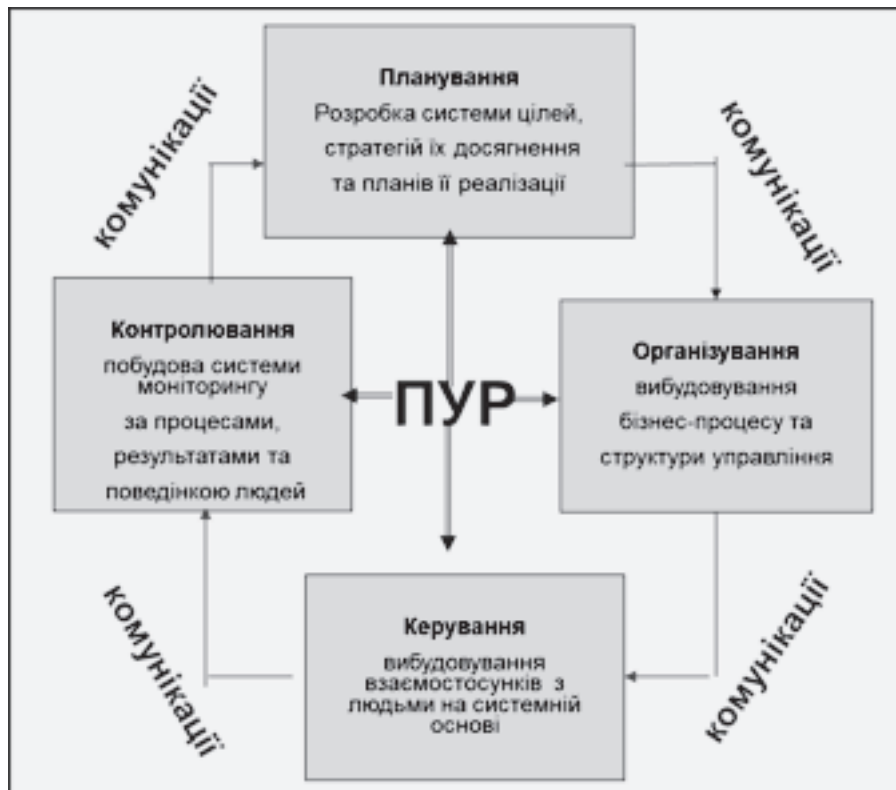 комунікації
Планування
Розробка системи цілей,
стратегій їх досягнення
та планів її реалізації
комунікації
Контролювання
побудова системи
моніторингу
за процесами,
результатами та
поведінкою людей
ПУР
Організування
вибудовування
бізнес-процесу та
структури управління
комунікації
Керування
вибудовування
взаємостосунків з
людьми на системній
основі
комунікації